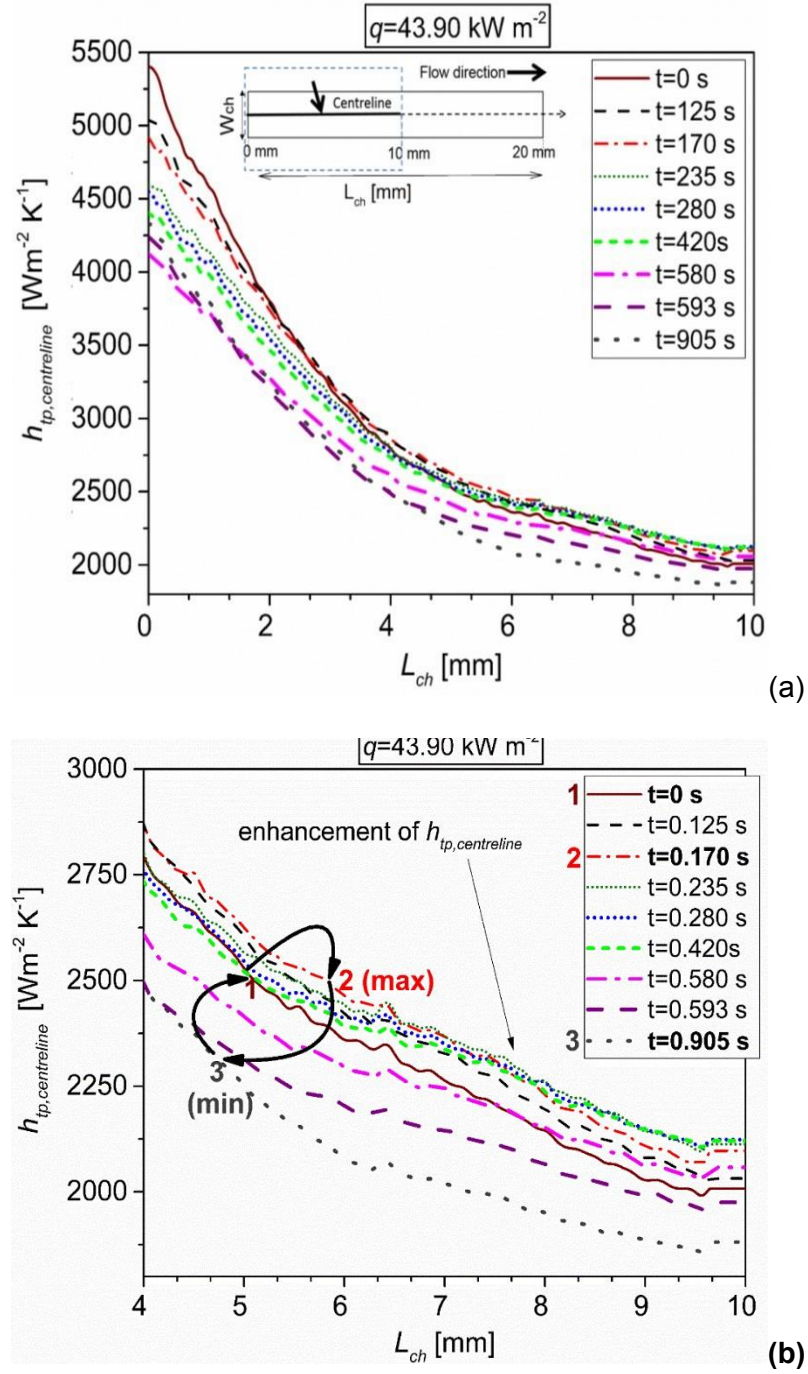 q=43.90 kW m-2
5500
5000
4500
4000
3500
3000
2500
2000
htp,centreline [Wm-2 K-1]
Flow direction
Centreline
Wch
0 mm
10 mm
20 mm
Lch [mm]
t=0 s
t=125 s
t=170 s
t=235 s
t=280 s
t=420s
t=580 s
t=593 s
t=905 s
0 2 4 6 8 10
Lch [mm]
(a)
q=43.90 kW m-2
3000
2750
2500
2250
2000
htp,centreline [Wm-2 K-1]
enhancement of htp,centreline
1 t=0 s
t=0.125 s
2 t=0.170 s
t=0.235 s
t=0.280 s
t=0.420s
t=0.580 s
t=0.593 s
3 t=0.905 s
1
2 (max)
3
(min)
4 5 6 7 8 9 10
Lch [mm]
(b)